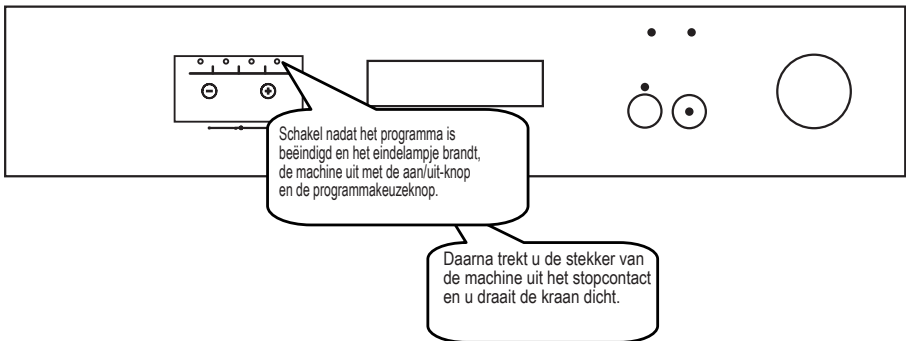 Schakel nadat het programma is
beëindigd en het eindelampje brandt,
de machine uit met de aan/uit-knop
en de programmakeuzeknop.
Daarna trekt u de stekker van
de machine uit het stopcontact
en u draait de kraan dicht.